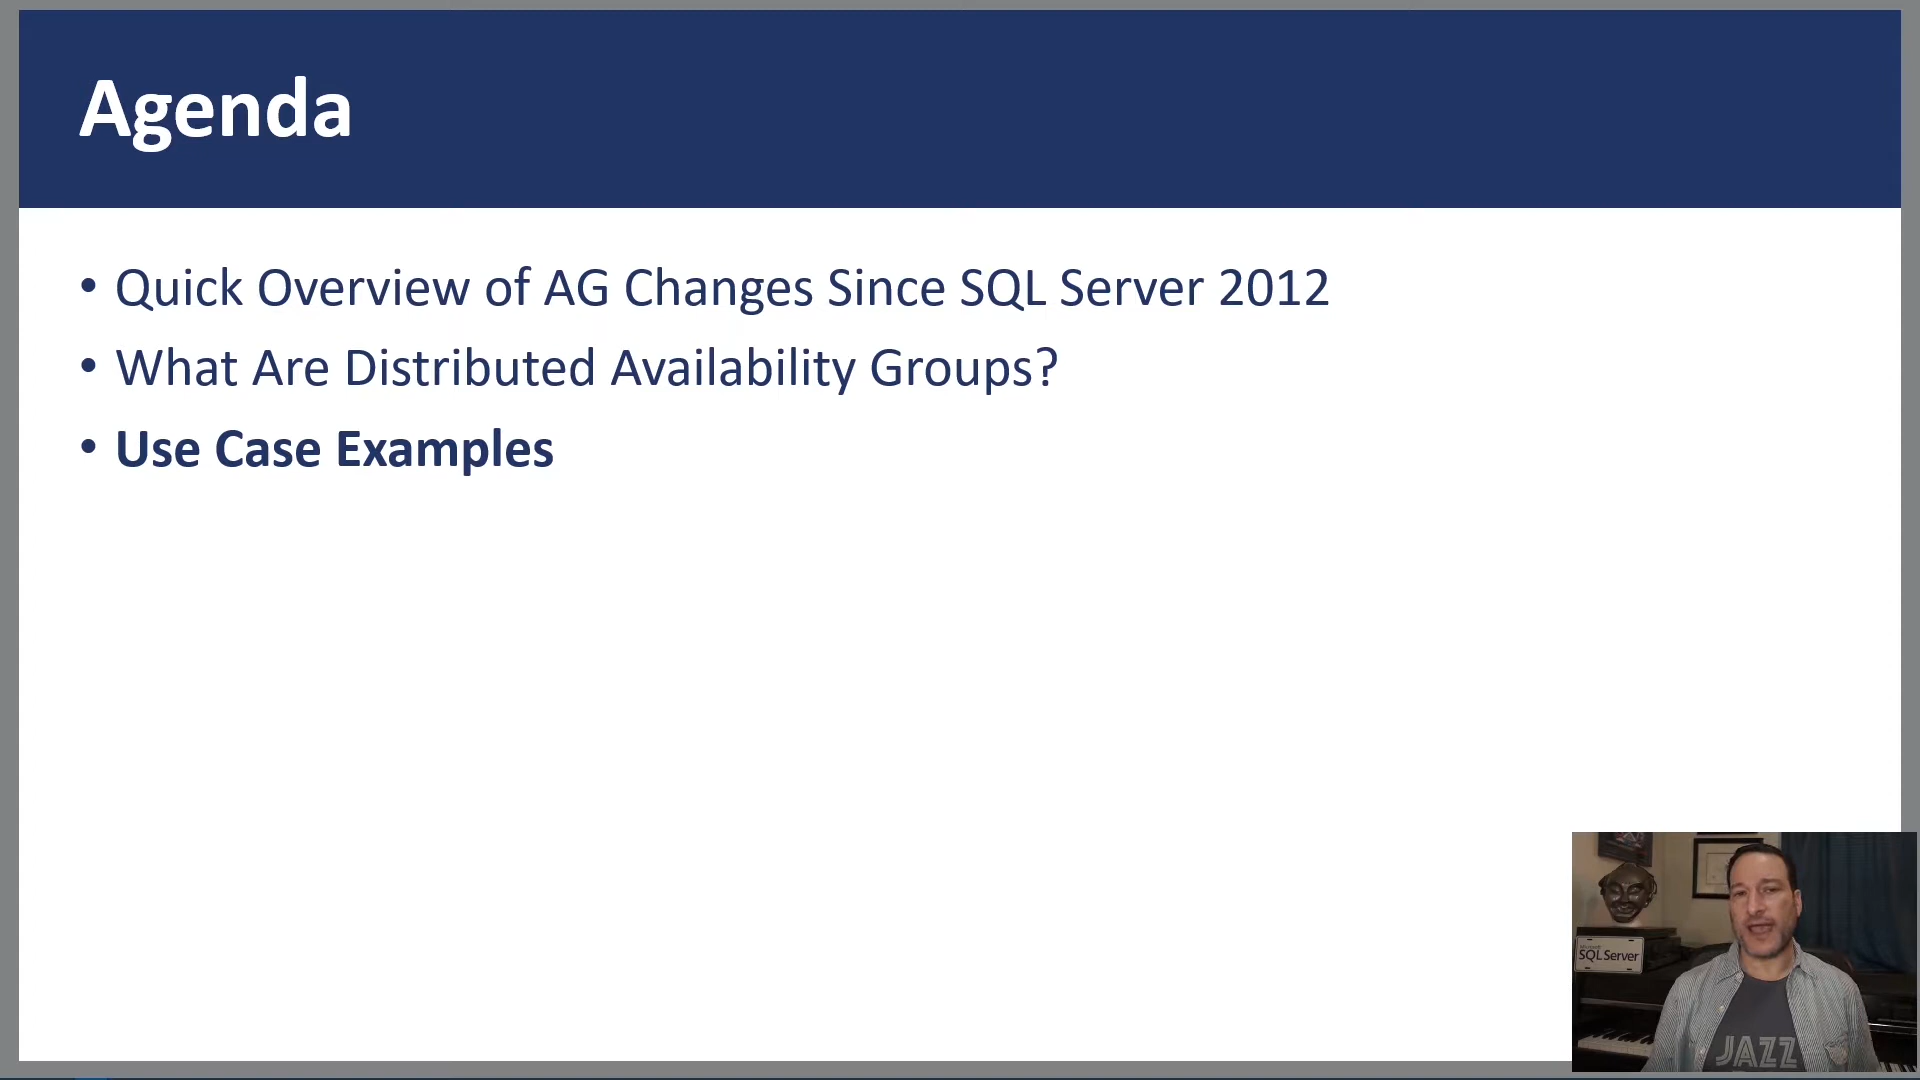 Agenda
• Quick Overview of AG Changes Since SQL Server 2012
• What Are Distributed Availability Groups?
• Use Case Examples
SQL Server
JAZZ